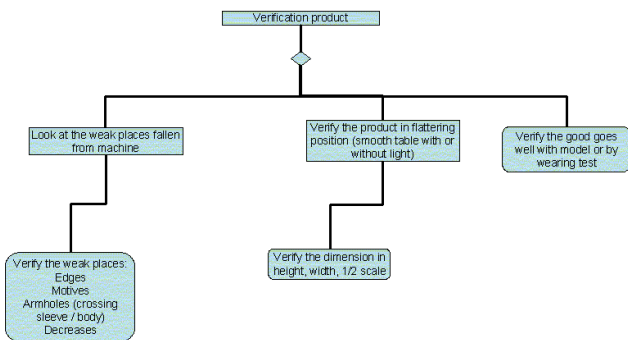 Verification product
Look at the weak places fallen
from machine
Verify the product in flattering
position (smooth table with or
without light)
Verify the good goes
well with model or by
wearing test
Verify the weak places:
Edges
Motives
Armholes (crossing
sleeve / body)
Decreases
Verify the dimension in
height, width, 1/2 scale